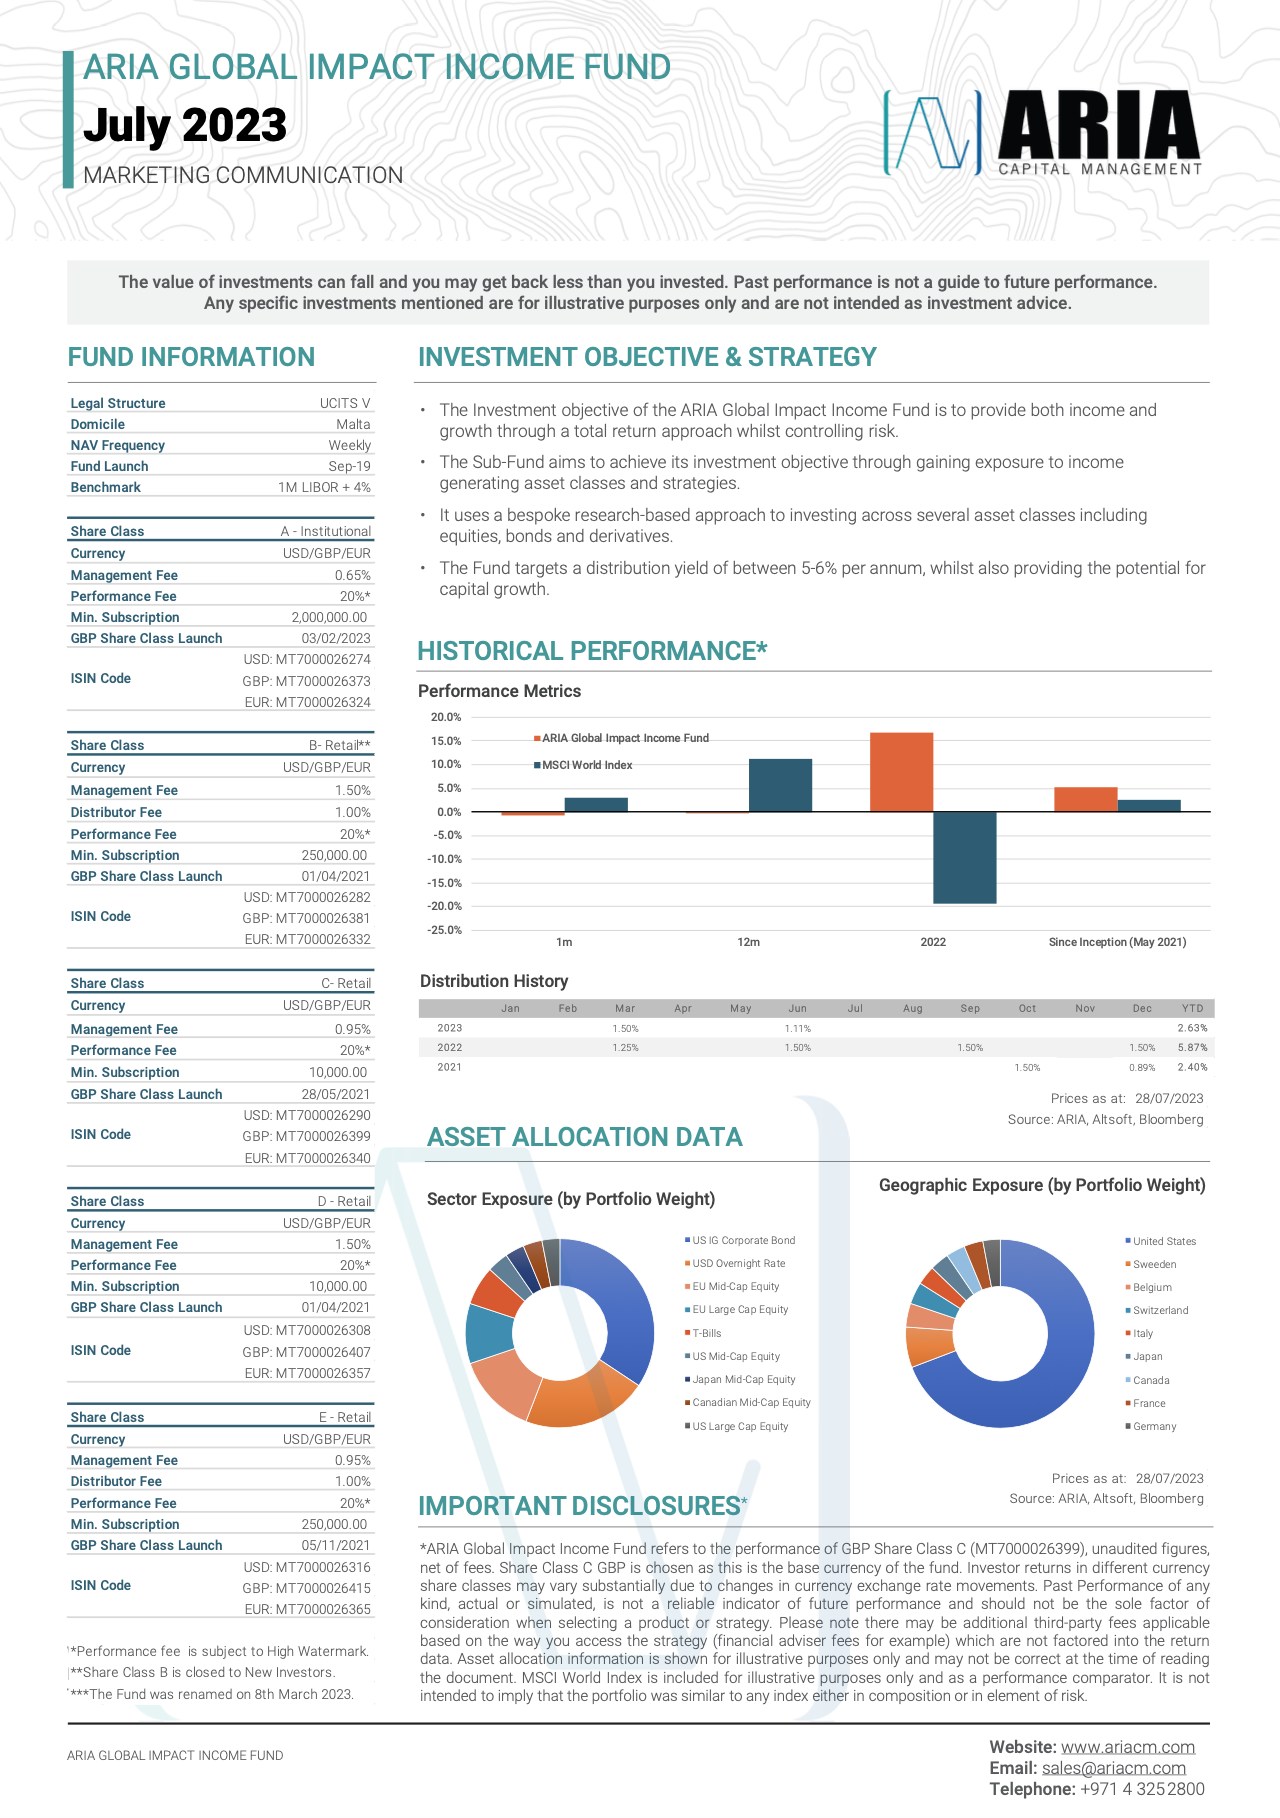 ARIA GLOBAL IMPACT INCOME FUND
July 2023
MARKETING COMMUNICATION
ARIA
CAPITAL MANAGEMENT
The value of investments can fall and you may get back less than you invested. Past performance is not a guide to future performance.
Any specific investments mentioned are for illustrative purposes only and are not intended as investment advice.
FUND INFORMATION
Legal Structure UCITS V
Domicile Malta
NAV Frequency Weekly
Fund Launch Sep-19
Benchmark 1M LIBOR + 4%
Share Class A - Institutional
Currency USD/GBP/EUR
Management Fee 0.65%
Performance Fee 20%*
Min. Subscription 2,000,000.00
GBP Share Class Launch 03/02/2023
ISIN Code
USD: MT7000026274
GBP: MT7000026373
EUR: MT7000026324
Share Class B- Retail**
Currency USD/GBP/EUR
Management Fee 1.50%
Distributor Fee 1.00%
Performance Fee 20%*
Min. Subscription 250,000.00
GBP Share Class Launch 01/04/2021
ISIN Code
USD: MT7000026282
GBP: MT7000026381
EUR: MT7000026332
Share Class C- Retail
Currency USD/GBP/EUR
Management Fee 0.95%
Performance Fee 20%*
Min. Subscription 10,000.00
GBP Share Class Launch 28/05/2021
ISIN Code
USD: MT7000026290
GBP: MT7000026399
EUR: MT7000026340
Share Class D - Retail
Currency USD/GBP/EUR
Management Fee 1.50%
Performance Fee 20%*
Min. Subscription 10,000.00
GBP Share Class Launch 01/04/2021
ISIN Code
USD: MT7000026308
GBP: MT7000026407
EUR: MT7000026357
Share Class E - Retail
Currency USD/GBP/EUR
Management Fee 0.95%
Distributor Fee 1.00%
Performance Fee 20%*
Min. Subscription 250,000.00
GBP Share Class Launch 05/11/2021
ISIN Code
USD: MT7000026316
GBP: MT7000026415
EUR: MT7000026365
*Performance fee is subject to High Watermark.
**Share Class B is closed to New Investors.
***The Fund was renamed on 8th March 2023.
INVESTMENT OBJECTIVE & STRATEGY
• The Investment objective of the ARIA Global Impact Income Fund is to provide both income and
growth through a total return approach whilst controlling risk.
• The Sub-Fund aims to achieve its investment objective through gaining exposure to income
generating asset classes and strategies.
• It uses a bespoke research-based approach to investing across several asset classes including
equities, bonds and derivatives.
• The Fund targets a distribution yield of between 5-6% per annum, whilst also providing the potential for
capital growth.
HISTORICAL PERFORMANCE*
Performance Metrics
20.0%
15.0%
10.0%
5.0%
0.0%
-5.0%
-10.0%
-15.0%
-20.0%
-25.0%
ARIA Global Impact Income Fund
MSCI World Index
1m 12m 2022 Since Inception (May 2021)
Distribution History
Jan Feb Mar Apr May Jun Jul Aug Sep Oct Nov Dec YTD
2023 1.50% 1.11% 2.63%
2022 1.25% 1.50% 1.50% 1.50% 5.87%
2021 1.50% 0.89% 2.40%
Prices as at: 28/07/2023
Source: ARIA, Altsoft, Bloomberg
ASSET ALLOCATION DATA
Sector Exposure (by Portfolio Weight)
US IG Corporate Bond
USD Overnight Rate
EU Mid-Cap Equity
EU Large Cap Equity
T-Bills
US Mid-Cap Equity
Japan Mid-Cap Equity
Canadian Mid-Cap Equity
US Large Cap Equity
Geographic Exposure (by Portfolio Weight)
United States
Sweeden
Belgium
Switzerland
Italy
Japan
Canada
France
Germany
Prices as at: 28/07/2023
Source: ARIA, Altsoft, Bloomberg
IMPORTANT DISCLOSURES*
*ARIA Global Impact Income Fund refers to the performance of GBP Share Class C (MT7000026399), unaudited figures,
net of fees. Share Class C GBP is chosen as this is the base currency of the fund. Investor returns in different currency
share classes may vary substantially due to changes in currency exchange rate movements. Past Performance of any
kind, actual or simulated, is not a reliable indicator of future performance and should not be the sole factor of
consideration when selecting a product or strategy. Please note there may be additional third-party fees applicable
based on the way you access the strategy (financial adviser fees for example) which are not factored into the return
data. Asset allocation information is shown for illustrative purposes only and may not be correct at the time of reading
the document. MSCI World Index is included for illustrative purposes only and as a performance comparator. It is not
intended to imply that the portfolio was similar to any index either in composition or in element of risk.
ARIA GLOBAL IMPACT INCOME FUND
Website: www.ariacm.com
Email: sales@ariacm.com
Telephone: +971 4 325 2800